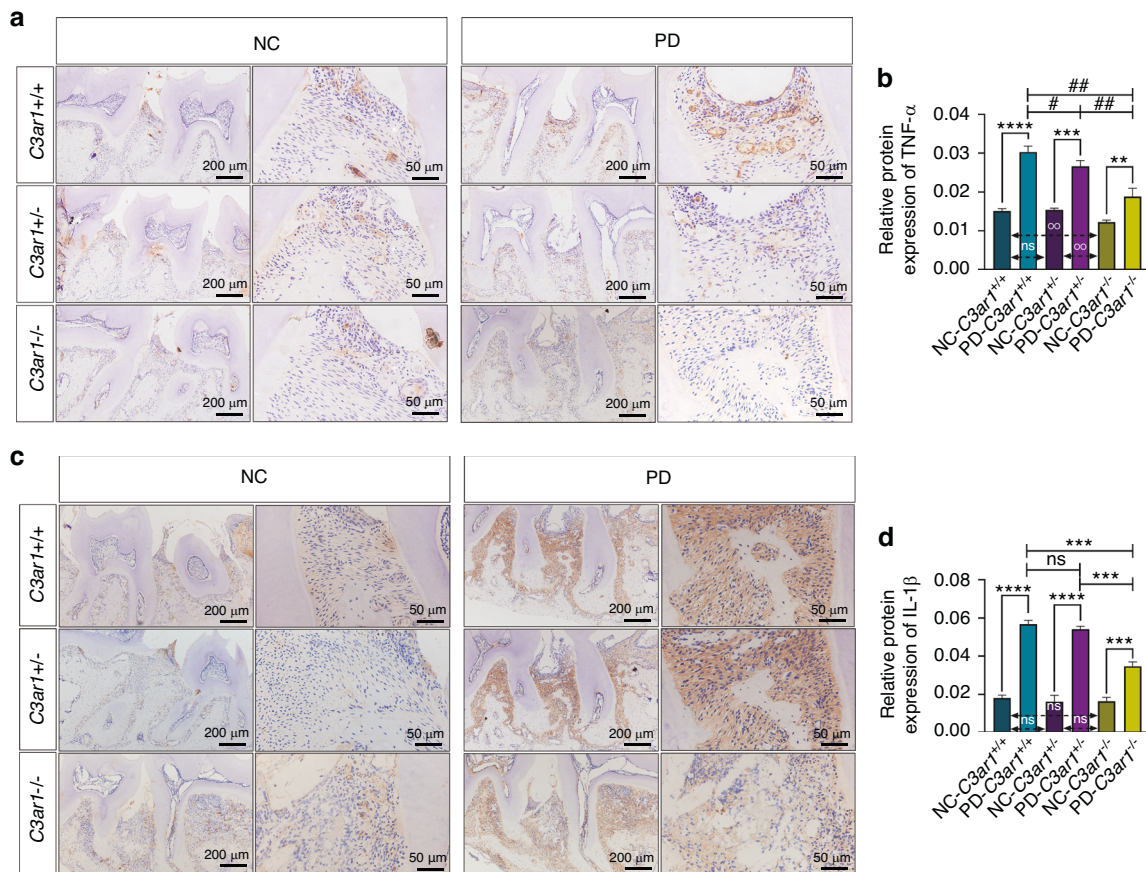 a
NC
PD
C3ar1+/+
200 μm
50 μm
200 μm
50 μm
C3ar1+/-
200 μm
50 μm
200 μm
50 μm
C3ar1-/-
200 μm
50 μm
200 μm
50 μm
b
Relative protein
expression of TNF-α
0.04
0.03
0.02
0.01
0.00
##
# ##
**** *** **
∞
ns ∞
NC-C3ar1+/+
PD-C3ar1+/+
NC-C3ar1+/-
PD-C3ar1+/-
NC-C3ar1-/-
PD-C3ar1-/-
c
NC
PD
C3ar1+/+
200 μm
50 μm
200 μm
50 μm
C3ar1+/-
200 μm
50 μm
200 μm
50 μm
C3ar1-/-
200 μm
50 μm
200 μm
50 μm
d
Relative protein
expression of IL-1β
0.08
0.06
0.04
0.02
0.00
***
ns
***
**** **** ***
ns
ns ns
NC-C3ar1+/+
PD-C3ar1+/+
NC-C3ar1+/-
PD-C3ar1+/-
NC-C3ar1-/-
PD-C3ar1-/-